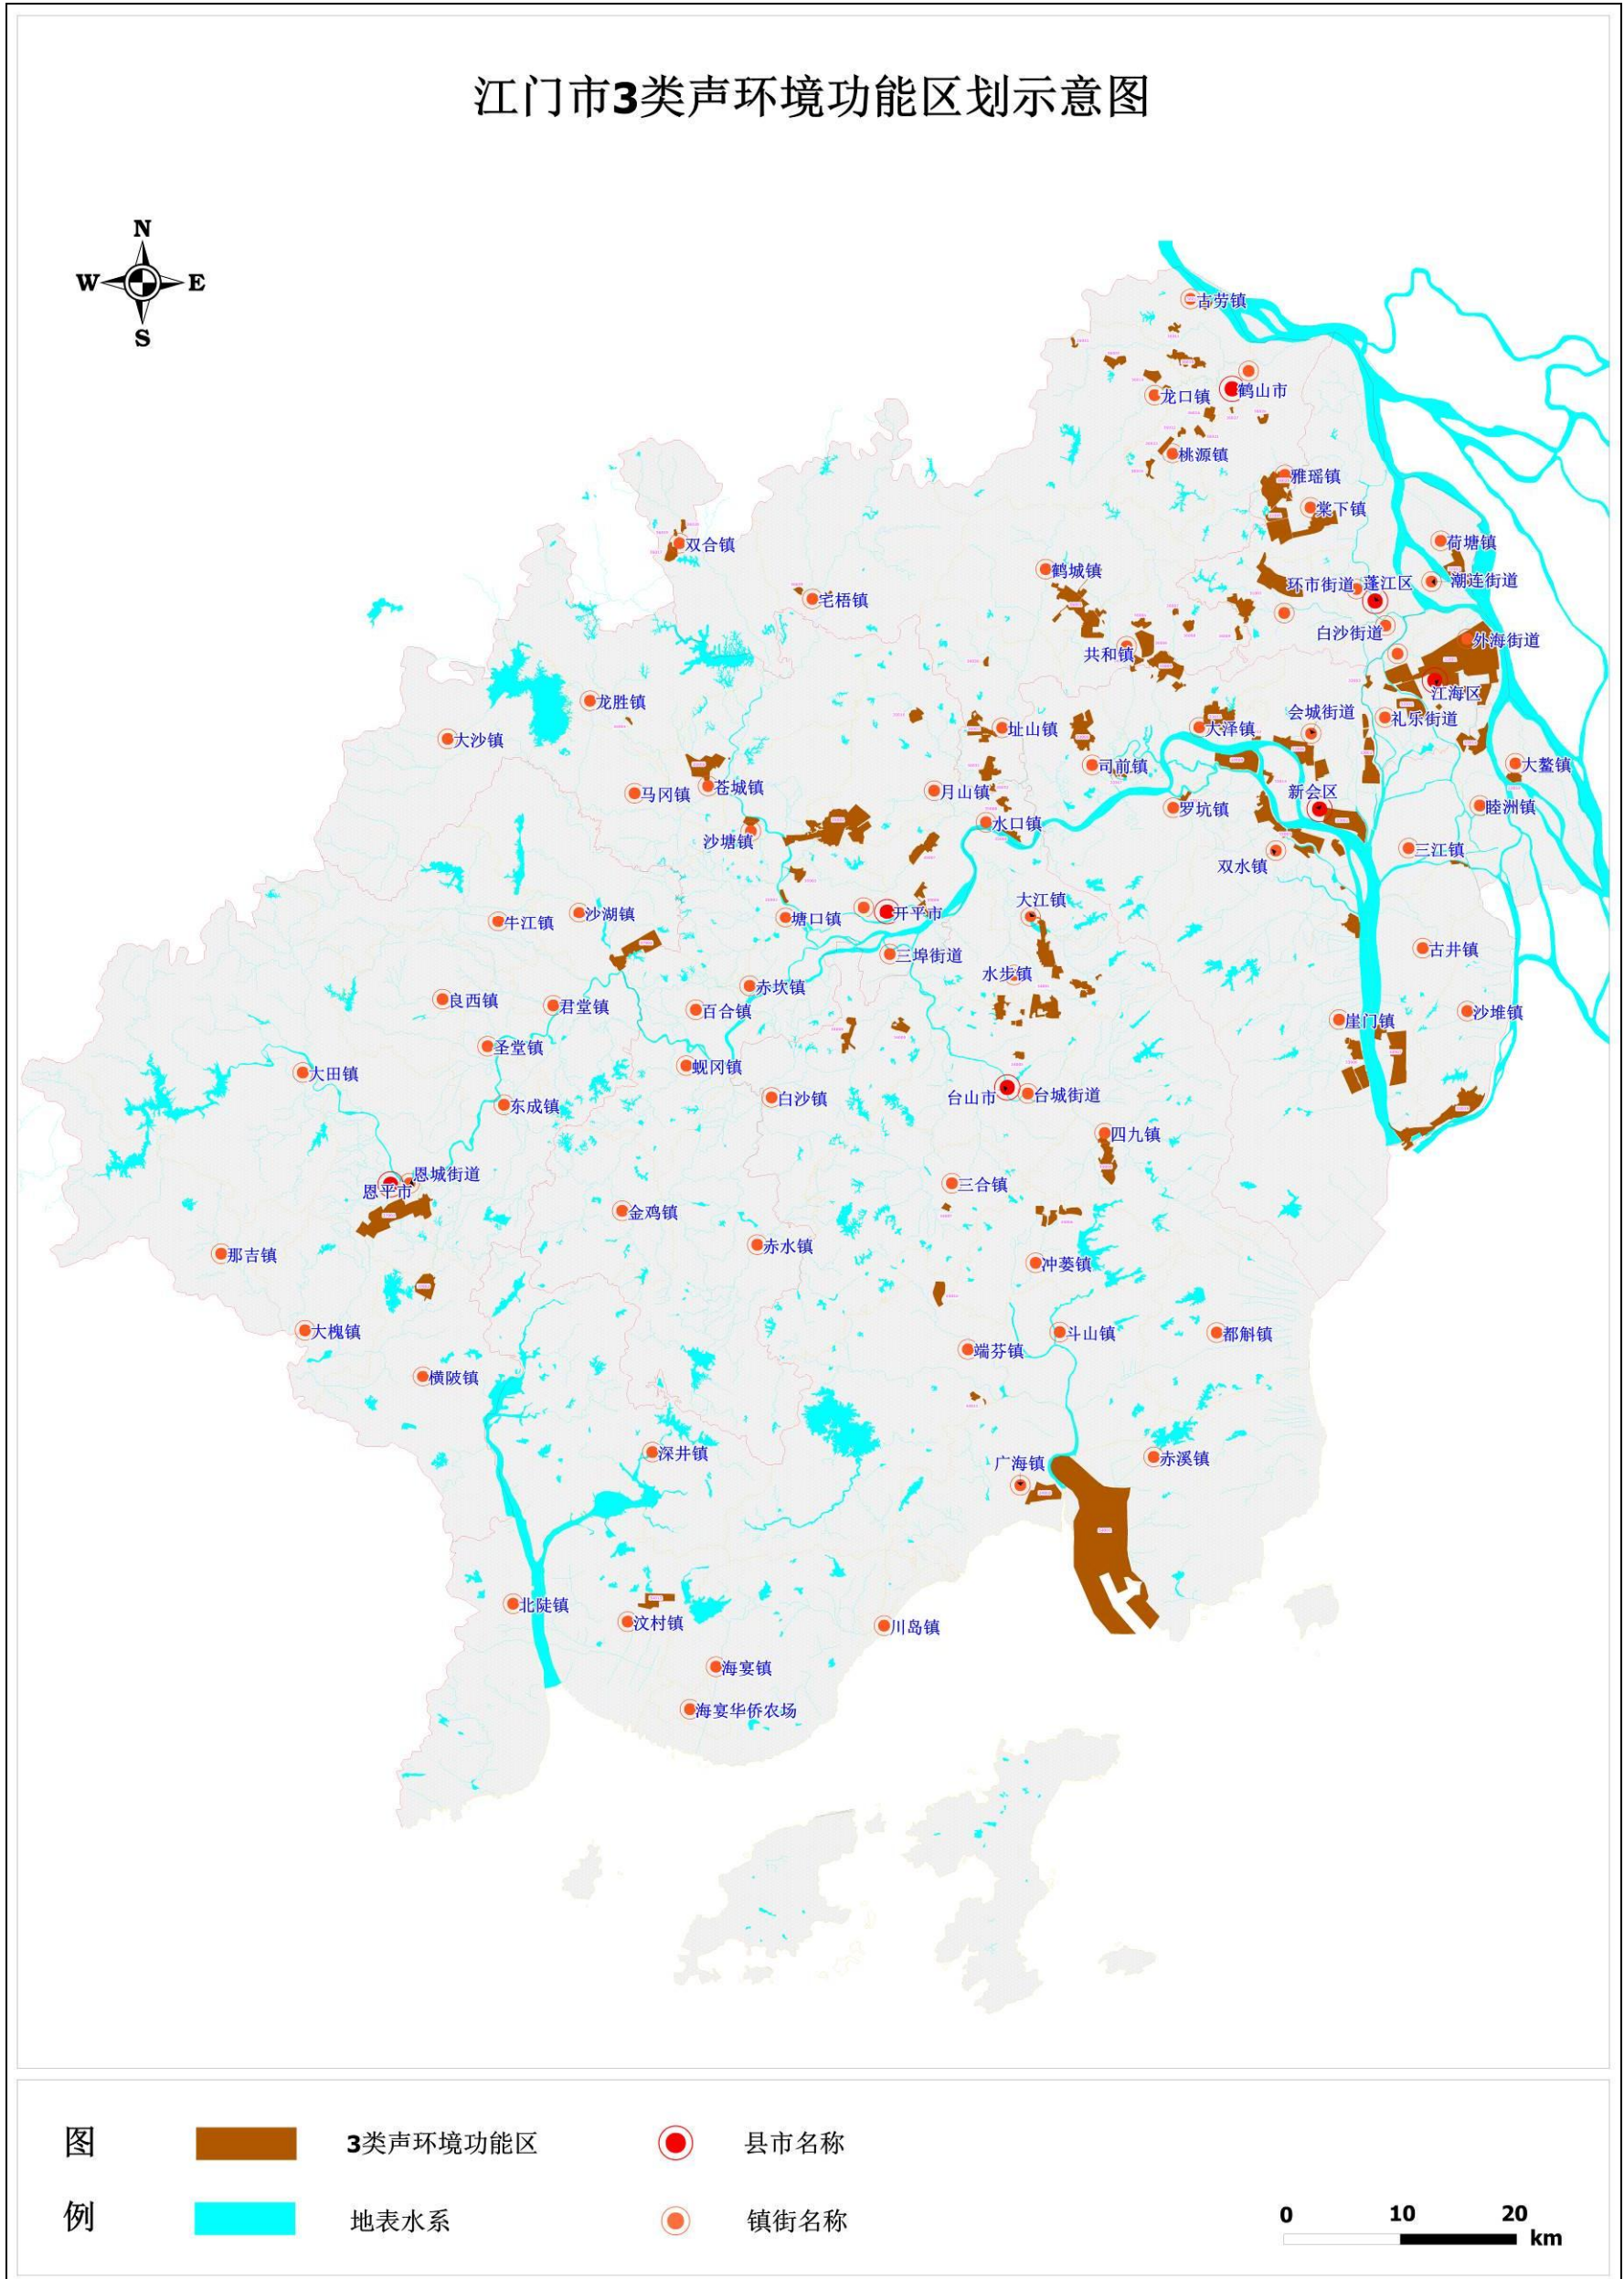 江门市3类声环境功能区划示意图
N
W E
S
古劳镇
鹤山市
龙口镇
桃源镇
雅瑶镇
棠下镇
荷塘镇
双合镇
鹤城镇
宅梧镇
环市街道
蓬江区
潮连街道
白沙街道
外海街道
共和镇
江海区
龙胜镇
大沙镇
址山镇
大泽镇
会城街道
礼乐街道
司前镇
大鳌镇
马冈镇
苍城镇
月山镇
新会区
睦洲镇
罗坑镇
水口镇
沙塘镇
三江镇
双水镇
大江镇
牛江镇
沙湖镇
塘口镇
开平市
三埠街道
古井镇
水步镇
赤坎镇
良西镇
君堂镇
百合镇
崖门镇
沙堆镇
圣堂镇
蚬冈镇
大田镇
东成镇
白沙镇
台山市
台城街道
四九镇
恩城街道
恩平市
三合镇
金鸡镇
赤水镇
那吉镇
冲蒌镇
大槐镇
斗山镇
都斛镇
端芬镇
横陂镇
深井镇
广海镇
赤溪镇
北陡镇
汶村镇
川岛镇
海宴镇
海宴华侨农场
图
例
3类声环境功能区
县市名称
地表水系
镇街名称
0 10 20
km